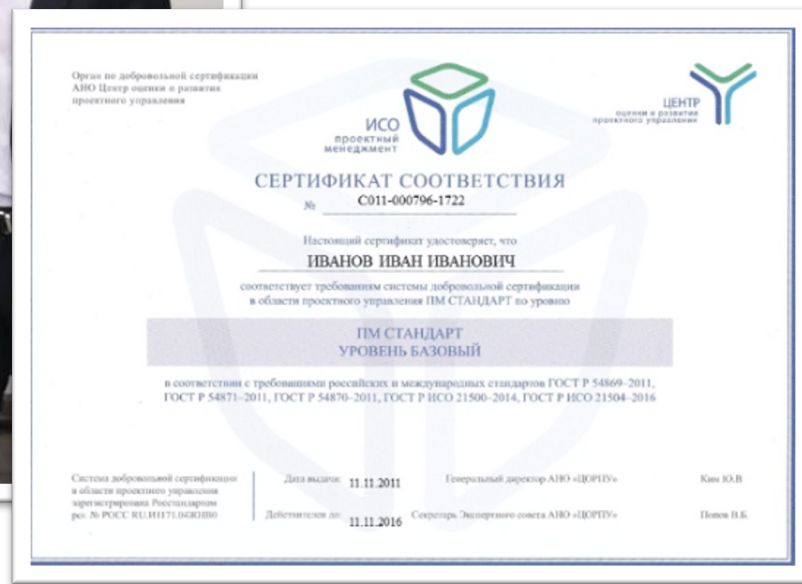 Орган по добровольной сертификации
АНО Центр оценки и развития
проектного управления
ИСО
проектный
менеджмент
ЦЕНТР
оценки и развития
проектного управления
СЕРТИФИКАТ СООТВЕТСТВИЯ
№ С011-000796-1722
Настоящий сертификат удостоверяет, что
ИВАНОВ ИВАН ИВАНОВИЧ
соответствует требованиям системы добровольной сертификации
в области проектного управления ПМ СТАНДАРТ по уровню
ПМ СТАНДАРТ
УРОВЕНЬ БАЗОВЫЙ
в соответствии с требованиями российских и международных стандартов ГОСТ Р 54869–2011,
ГОСТ Р 54871–2011, ГОСТ Р 54870–2011, ГОСТ Р ИСО 21500–2014, ГОСТ Р ИСО 21504–2016
Система добровольной сертификации
в области проектного управления
зарегистрирована Росстандартом
рег. № РОСС RU.
Дата выдачи: 11.11.2011
Генеральный директор АНО «ЦОРПУ»
Ким Ю.В
Действителен до: 11.11.2016
Секретарь Экспертного совета АНО «ЦОРПУ»
Попов В.Б.